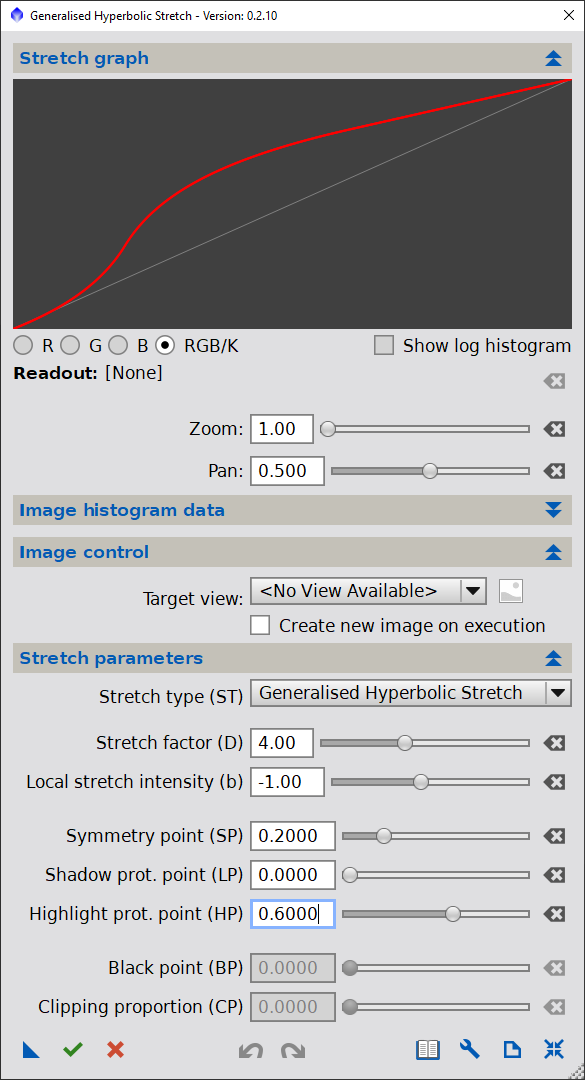 Generalised Hyperbolic Stretch - Version: 0.2.10
Stretch graph
R G B RGB/K Show log histogram
Readout: [None]
Zoom: 1.00
Pan: 0.500
Image histogram data
Image control
Target view: <No View Available>
Create new image on execution
Stretch parameters
Stretch type (ST) Generalised Hyperbolic Stretch
Stretch factor (D) 4.00
Local stretch intensity (b) -1.00
Symmetry point (SP) 0.2000
Shadow prot. point (LP) 0.0000
Highlight prot. point (HP) 0.6000
Black point (BP) 0.0000
Clipping proportion (CP) 0.0000